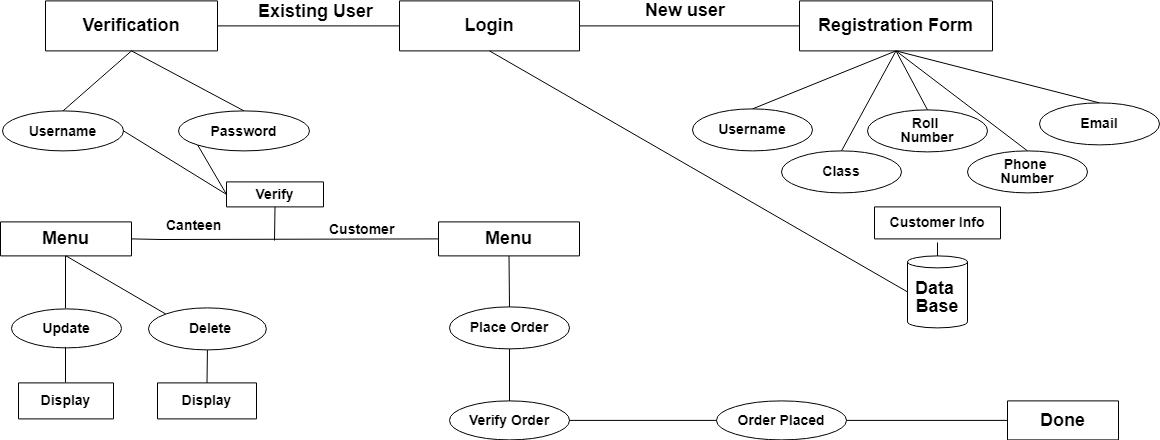 Existing User
New user
Verification
Login
Registration Form
Username
Password
Username
Roll
Number
Email
Class
Phone
Number
Verify
Canteen
Customer
Customer Info
Menu
Menu
Data
Base
Update
Delete
Place Order
Display
Display
Verify Order
Order Placed
Done